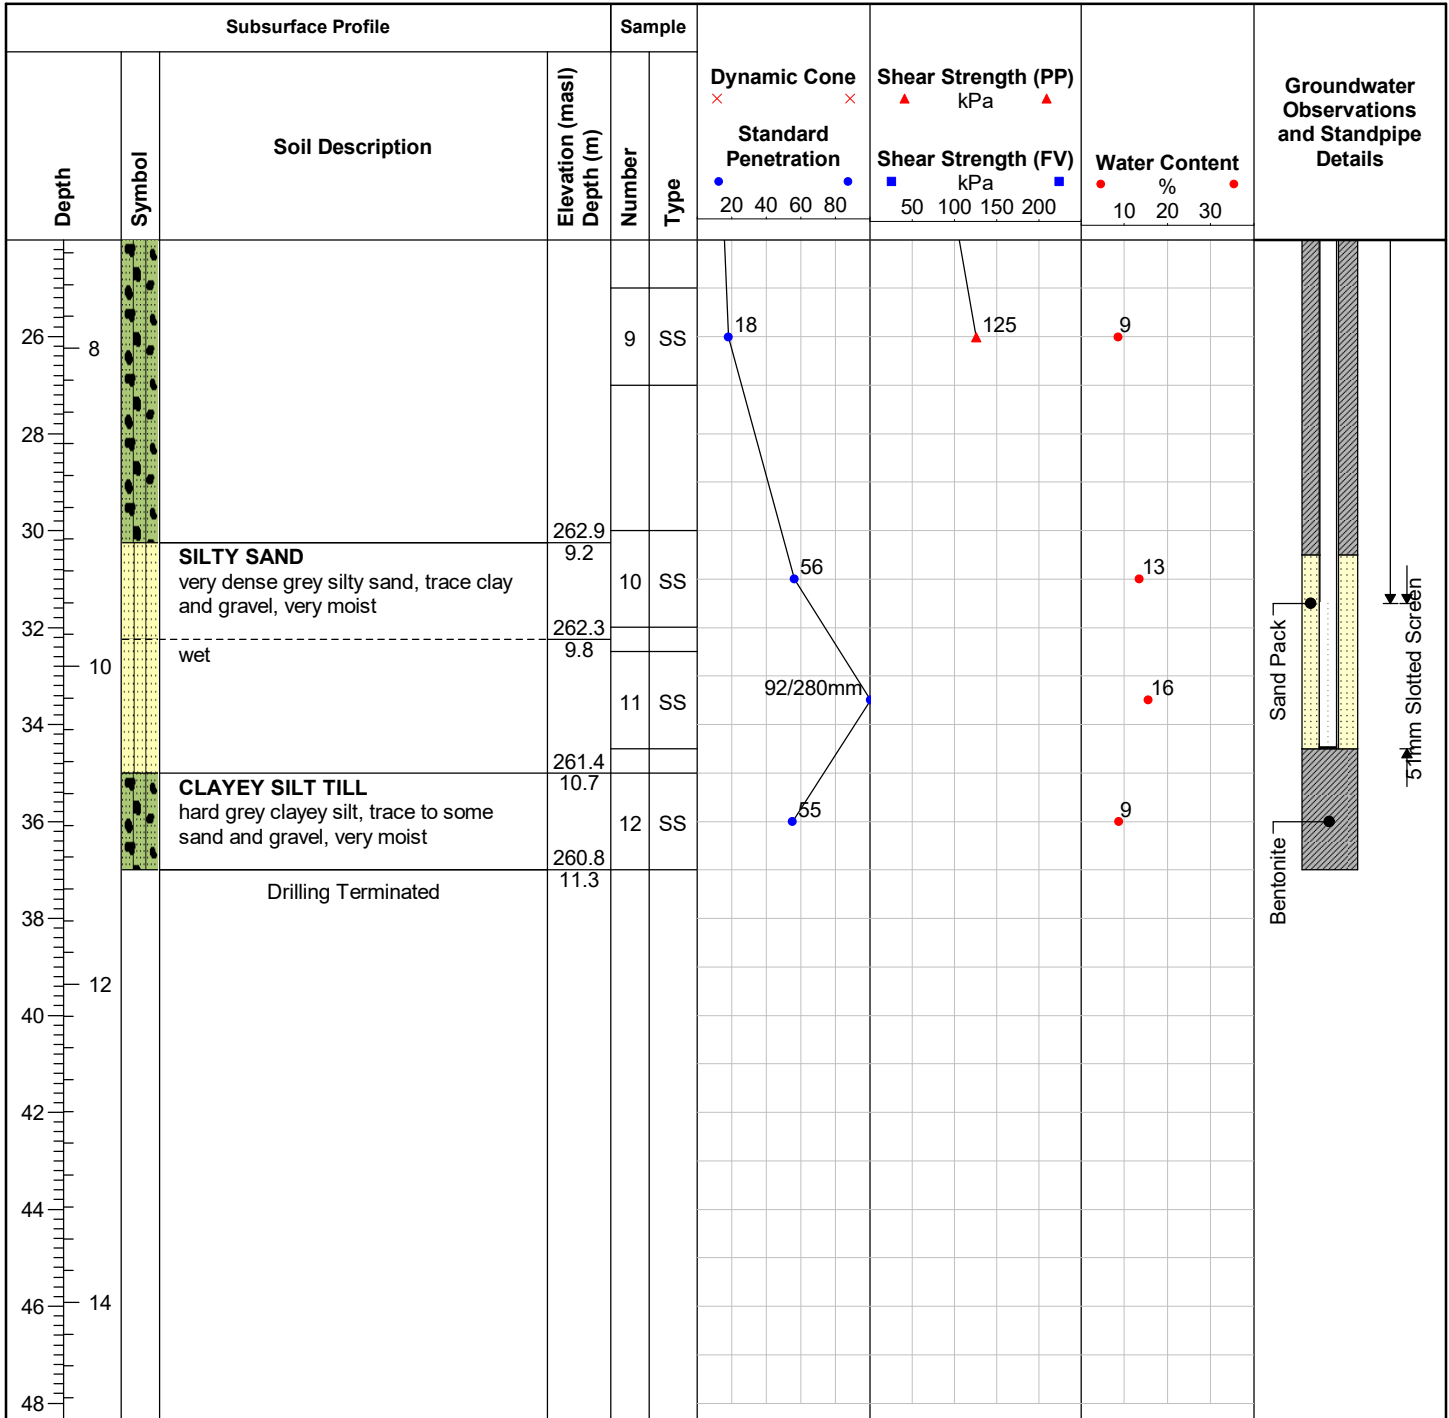 Subsurface Profile
Sample
Depth
Symbol
Soil Description
Elevation (masl)
Depth (m)
Number
Type
Dynamic Cone
Standard
Penetration
20 40 60 80
Shear Strength (PP)
kPa
Shear Strength (FV)
kPa
50 100 150 200
Water Content
%
10 20 30
Groundwater
Observations
and Standpipe
Details
26
8
9 SS
18
125
9
28
30
262.9
9.2
SILTY SAND
very dense grey silty sand, trace clay
and gravel, very moist
10 SS
56
13
32
262.3
9.8
wet
10
11 SS
92/280mm
16
34
261.4
10.7
CLAYEY SILT TILL
hard grey clayey silt, trace to some
sand and gravel, very moist
36
12 SS
55
9
260.8
11.3
Drilling Terminated
Sand Pack
51mm Slotted Screen
Bentonite
38
12
40
42
44
46
14
48